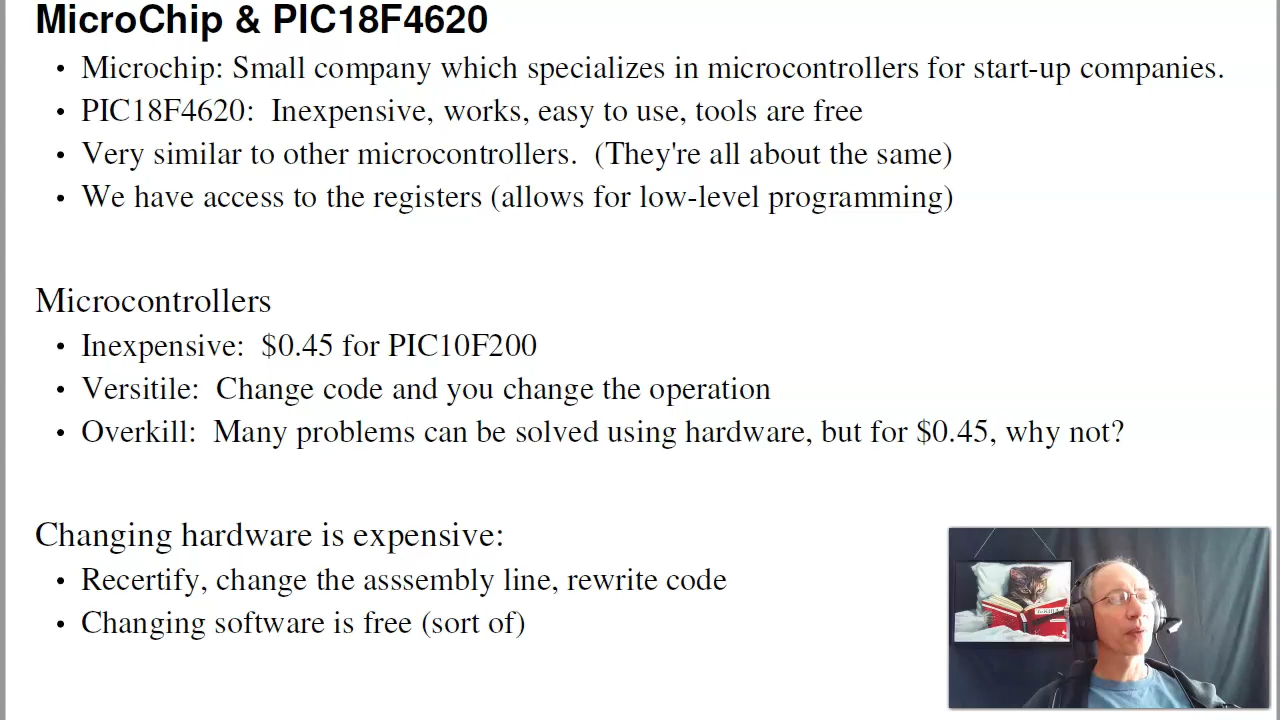 MicroChip & PIC18F4620
• Microchip: Small company which specializes in microcontrollers for start-up companies.
• PIC18F4620: Inexpensive, works, easy to use, tools are free
• Very similar to other microcontrollers. (They're all about the same)
• We have access to the registers (allows for low-level programming)
Microcontrollers
• Inexpensive: $0.45 for PIC10F200
• Versitile: Change code and you change the operation
• Overkill: Many problems can be solved using hardware, but for $0.45, why not?
Changing hardware is expensive:
• Recertify, change the asssembly line, rewrite code
• Changing software is free (sort of)